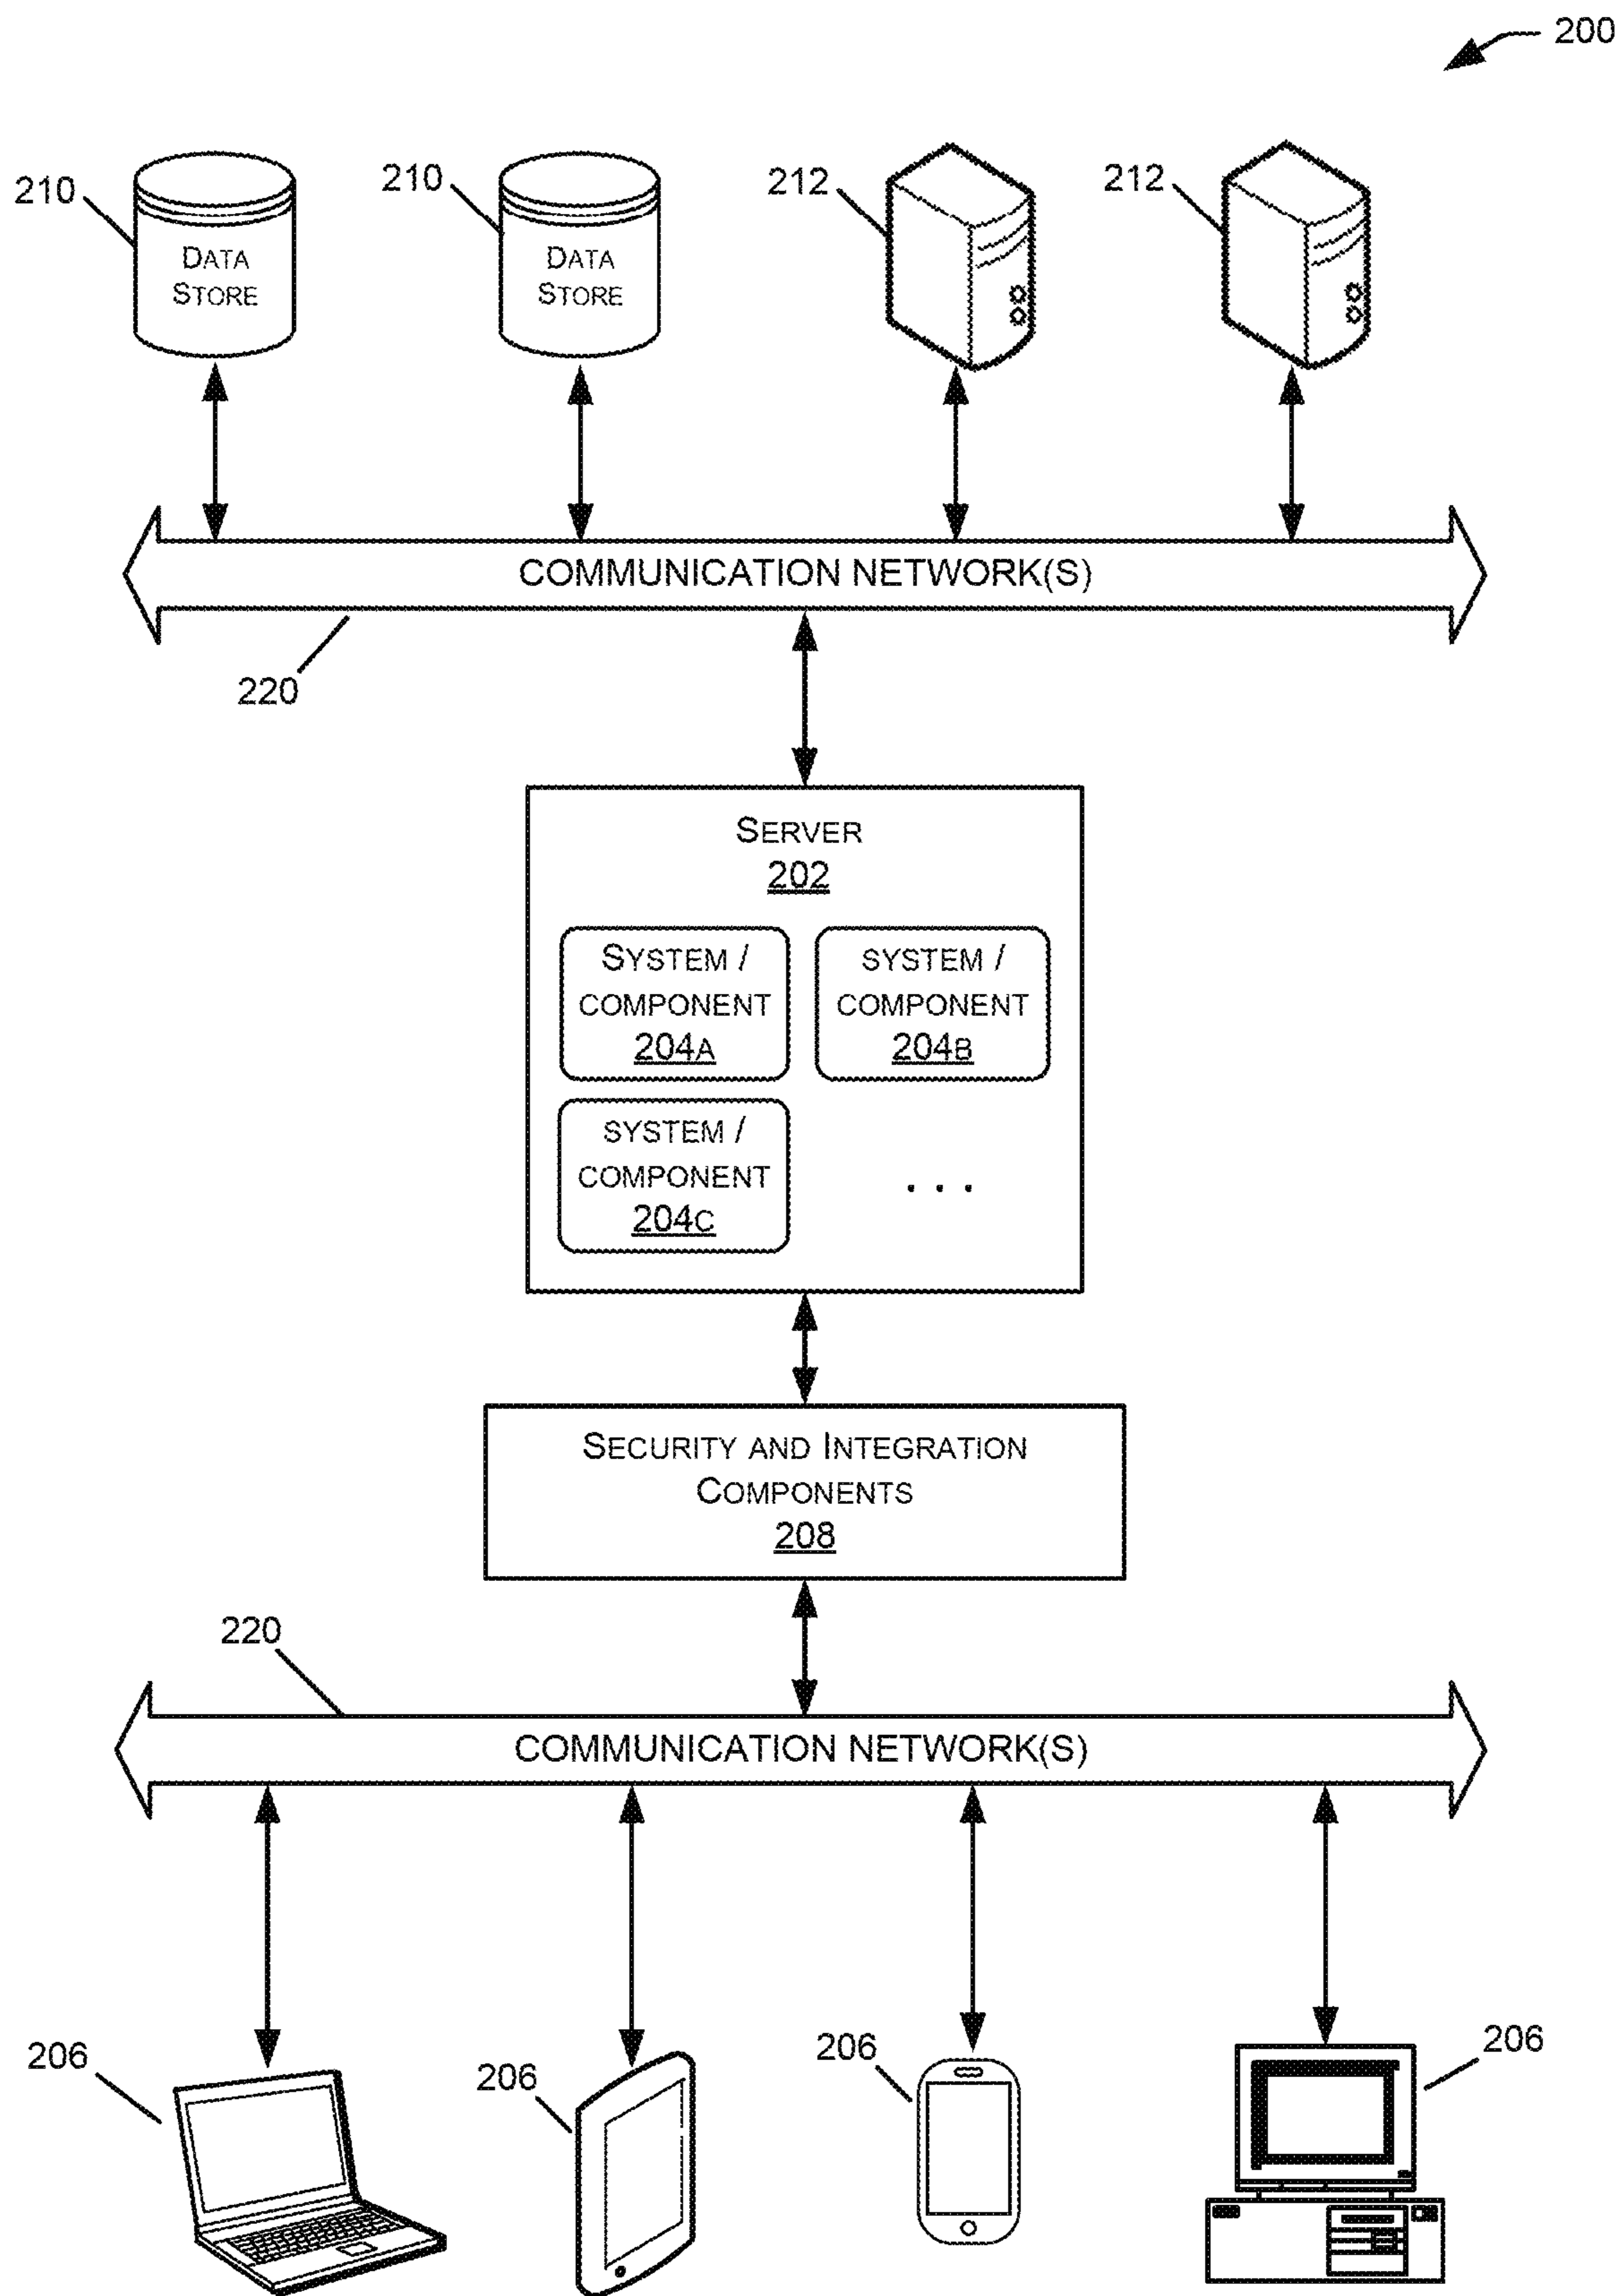 200
210
210
212
212
DATA
STORE
DATA
STORE
COMMUNICATION NETWORK(S)
220
SERVER
202
SYSTEM /
COMPONENT
204A
SYSTEM /
COMPONENT
204B
SYSTEM /
COMPONENT
204C
. . .
SECURITY AND INTEGRATION
COMPONENTS
208
220
COMMUNICATION NETWORK(S)
206
206
206
206